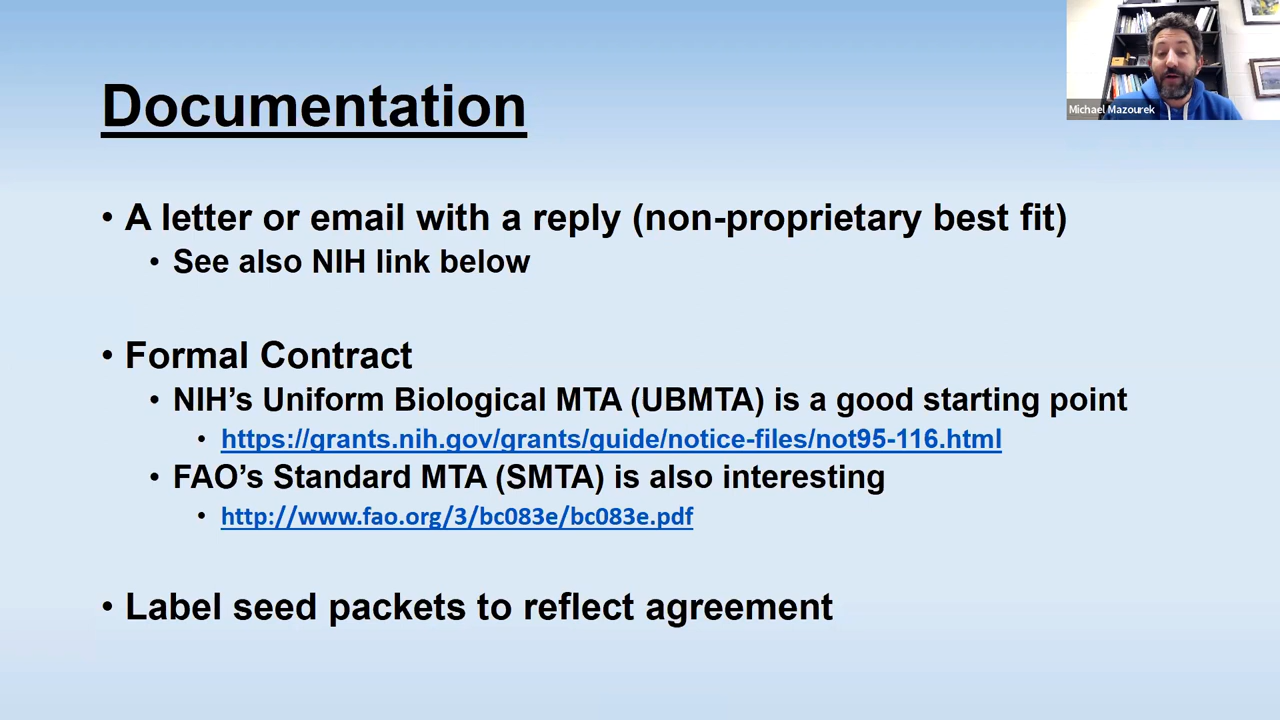 Michael Mazourek
Documentation
• A letter or email with a reply (non-proprietary best fit)
• See also NIH link below
• Formal Contract
• NIH’s Uniform Biological MTA (UBMTA) is a good starting point
• https://grants.nih.gov/grants/guide/notice-files/not95-116.html
• FAO’s Standard MTA (SMTA) is also interesting
• http://www.fao.org/3/bc083e/bc083e.pdf
• Label seed packets to reflect agreement